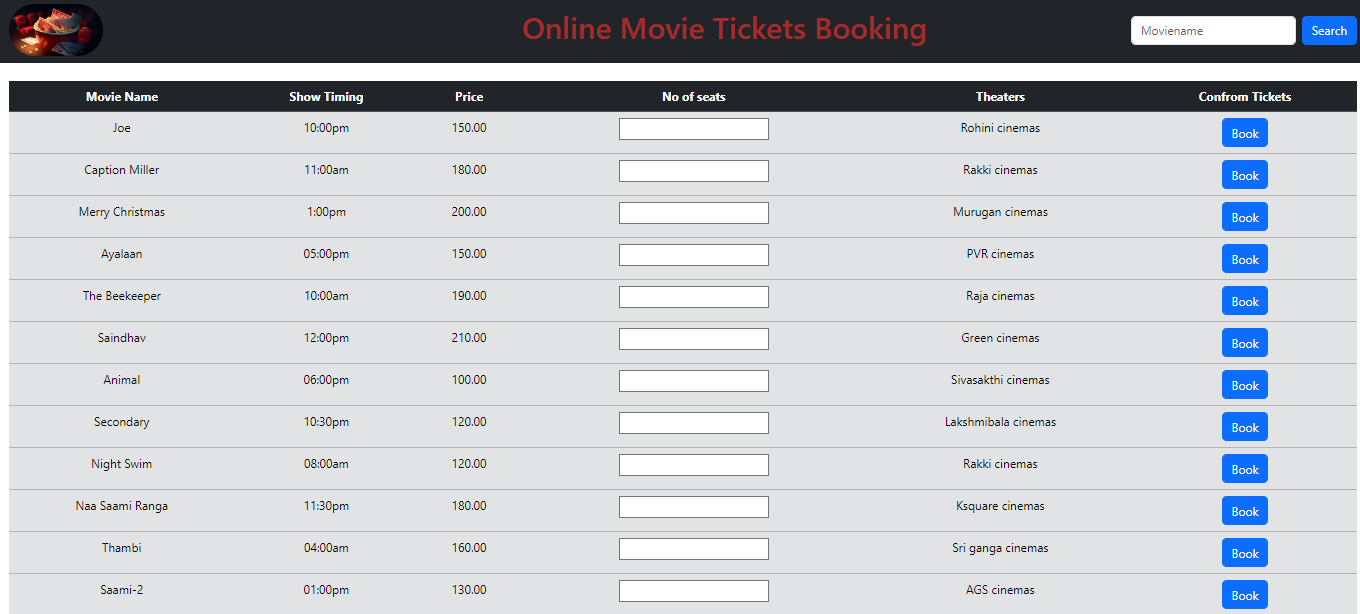 Online Movie Tickets Booking
Moviename Search
Movie Name Show Timing Price No of seats Theaters Confrom Tickets
Joe 10:00pm 150.00 Rohini cinemas Book
Caption Miller 11:00am 180.00 Rakki cinemas Book
Merry Christmas 1:00pm 200.00 Murugan cinemas Book
Ayalaan 05:00pm 150.00 PVR cinemas Book
The Beekeeper 10:00am 190.00 Raja cinemas Book
Saindhav 12:00pm 210.00 Green cinemas Book
Animal 06:00pm 100.00 Sivasakthi cinemas Book
Secondary 10:30pm 120.00 Lakshmibala cinemas Book
Night Swim 08:00am 120.00 Rakki cinemas Book
Naa Saami Ranga 11:30pm 180.00 Ksquare cinemas Book
Thambi 04:00am 160.00 Sri ganga cinemas Book
Saami-2 01:00pm 130.00 AGS cinemas Book